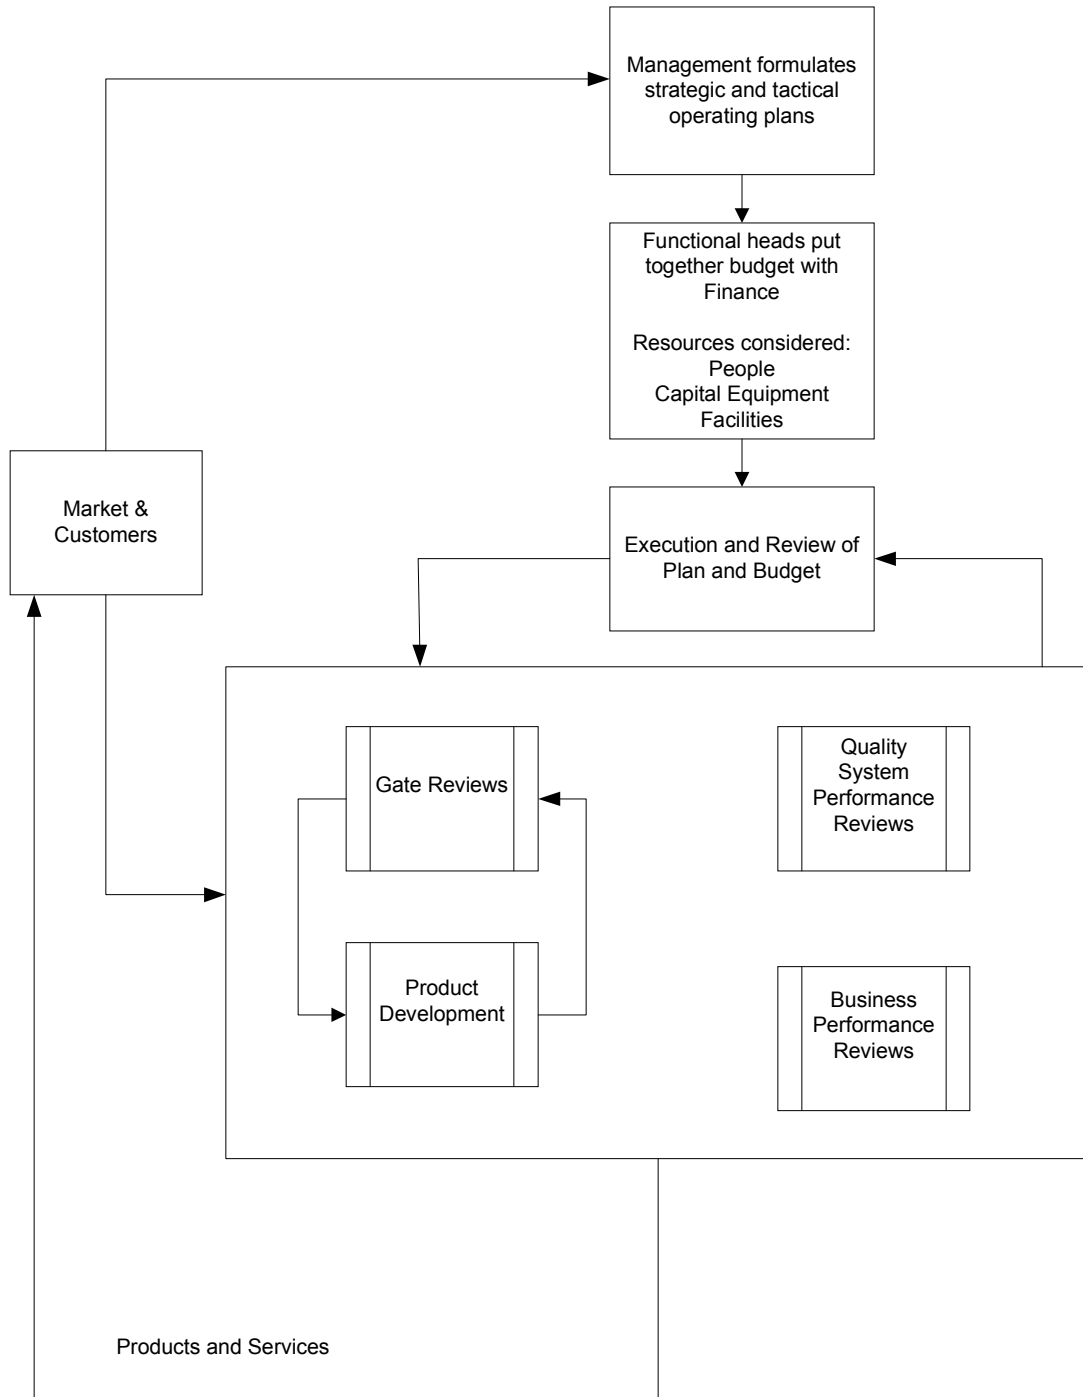 Management formulates
strategic and tactical
operating plans
Functional heads put
together budget with
Finance
Resources considered:
People
Capital Equipment
Facilities
Market &
Customers
Execution and Review of
Plan and Budget
Gate Reviews
Quality
System
Performance
Reviews
Product
Development
Business
Performance
Reviews
Products and Services